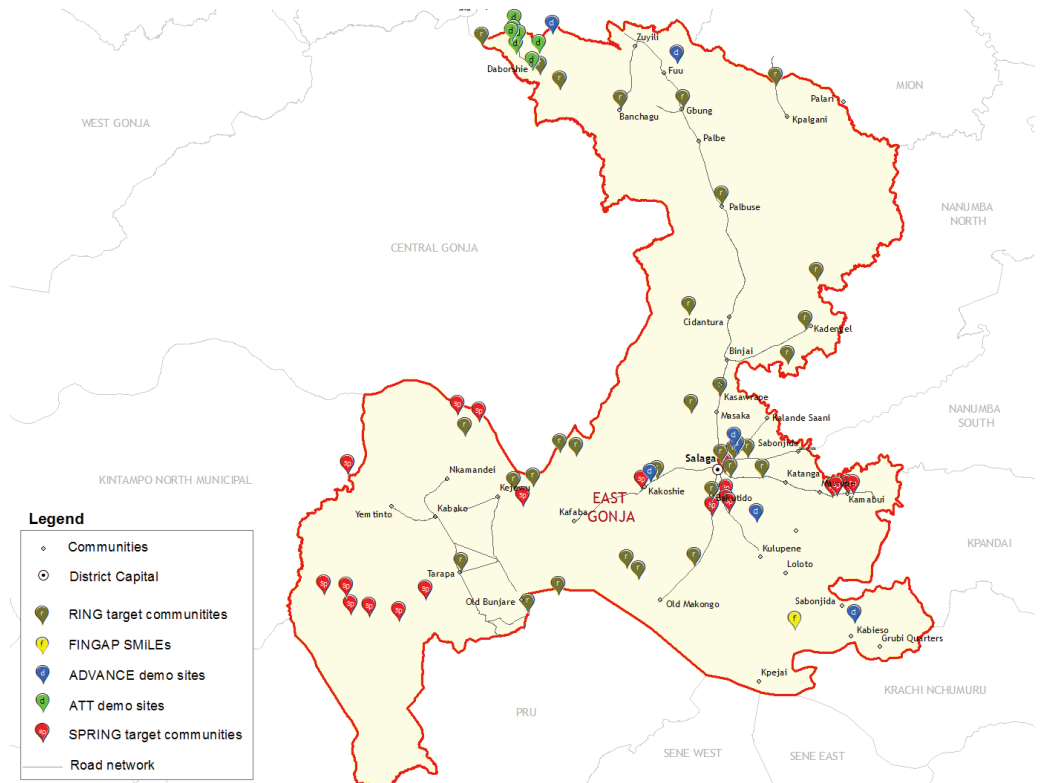 Zuyili
Daborshie
Fuu
MION
Palari
WEST GONJA
Banchagu
Gbung
Kpalgani
Palbe
NANUMBA
NORTH
Palbuse
CENTRAL GONJA
Cidantura
Kadengel
Binjai
Kasawrape
Masaka
Kalande Saani
NANUMBA
SOUTH
Sabonjida
Salaga
KINTAMPO NORTH MUNICIPAL
Nkamandei
Katanga
Kejewu
Kakoshie
Kamabui
EAST
GONJA
Bakutido
Yemtinto
Kabako
Kafaba
KPANDAI
Kulupene
Loloto
Tarapa
Old Bunjare
Old Makongo
Sabonjida
Kabieso
Grubi Quarters
Kpejai
KRACHI NCHUMURU
PRU
SENE WEST
SENE EAST
Legend
Communities
District Capital
r RING target communitites
f FINGAP SMiLEs
d ADVANCE demo sites
d ATT demo sites
sp SPRING target communities
Road network